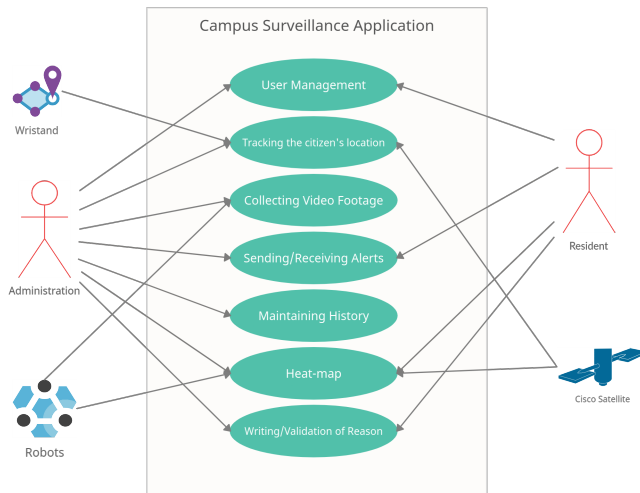 Campus Surveillance Application
User Management
Wristand
Tracking the citizen's location
Collecting Video Footage
Resident
Sending/Receiving Alerts
Administration
Maintaining History
Heat-map
Cisco Satellite
Writing/Validation of Reason
Robots